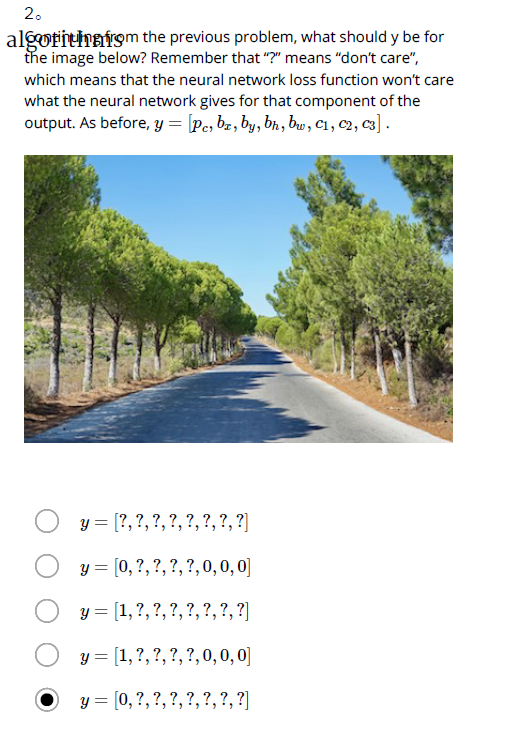 2。
algorithms
Continuing from the previous problem, what should y be for
the image below? Remember that “?” means “don’t care”,
which means that the neural network loss function won’t care
what the neural network gives for that component of the
output. As before, y = [p_c, b_x, b_y, b_h, b_w, c_1, c_2, c_3] .
y = [?, ?, ?, ?, ?, ?, ?, ?]
y = [0, ?, ?, ?, ?, 0, 0, 0]
y = [1, ?, ?, ?, ?, ?, ?, ?]
y = [1, ?, ?, ?, ?, 0, 0, 0]
y = [0, ?, ?, ?, ?, ?, ?, ?]